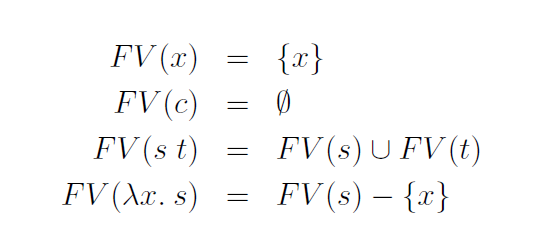 FV(x) = {x}
FV(c) = ∅
FV(s t) = FV(s) ∪ FV(t)
FV(λx. s) = FV(s) − {x}